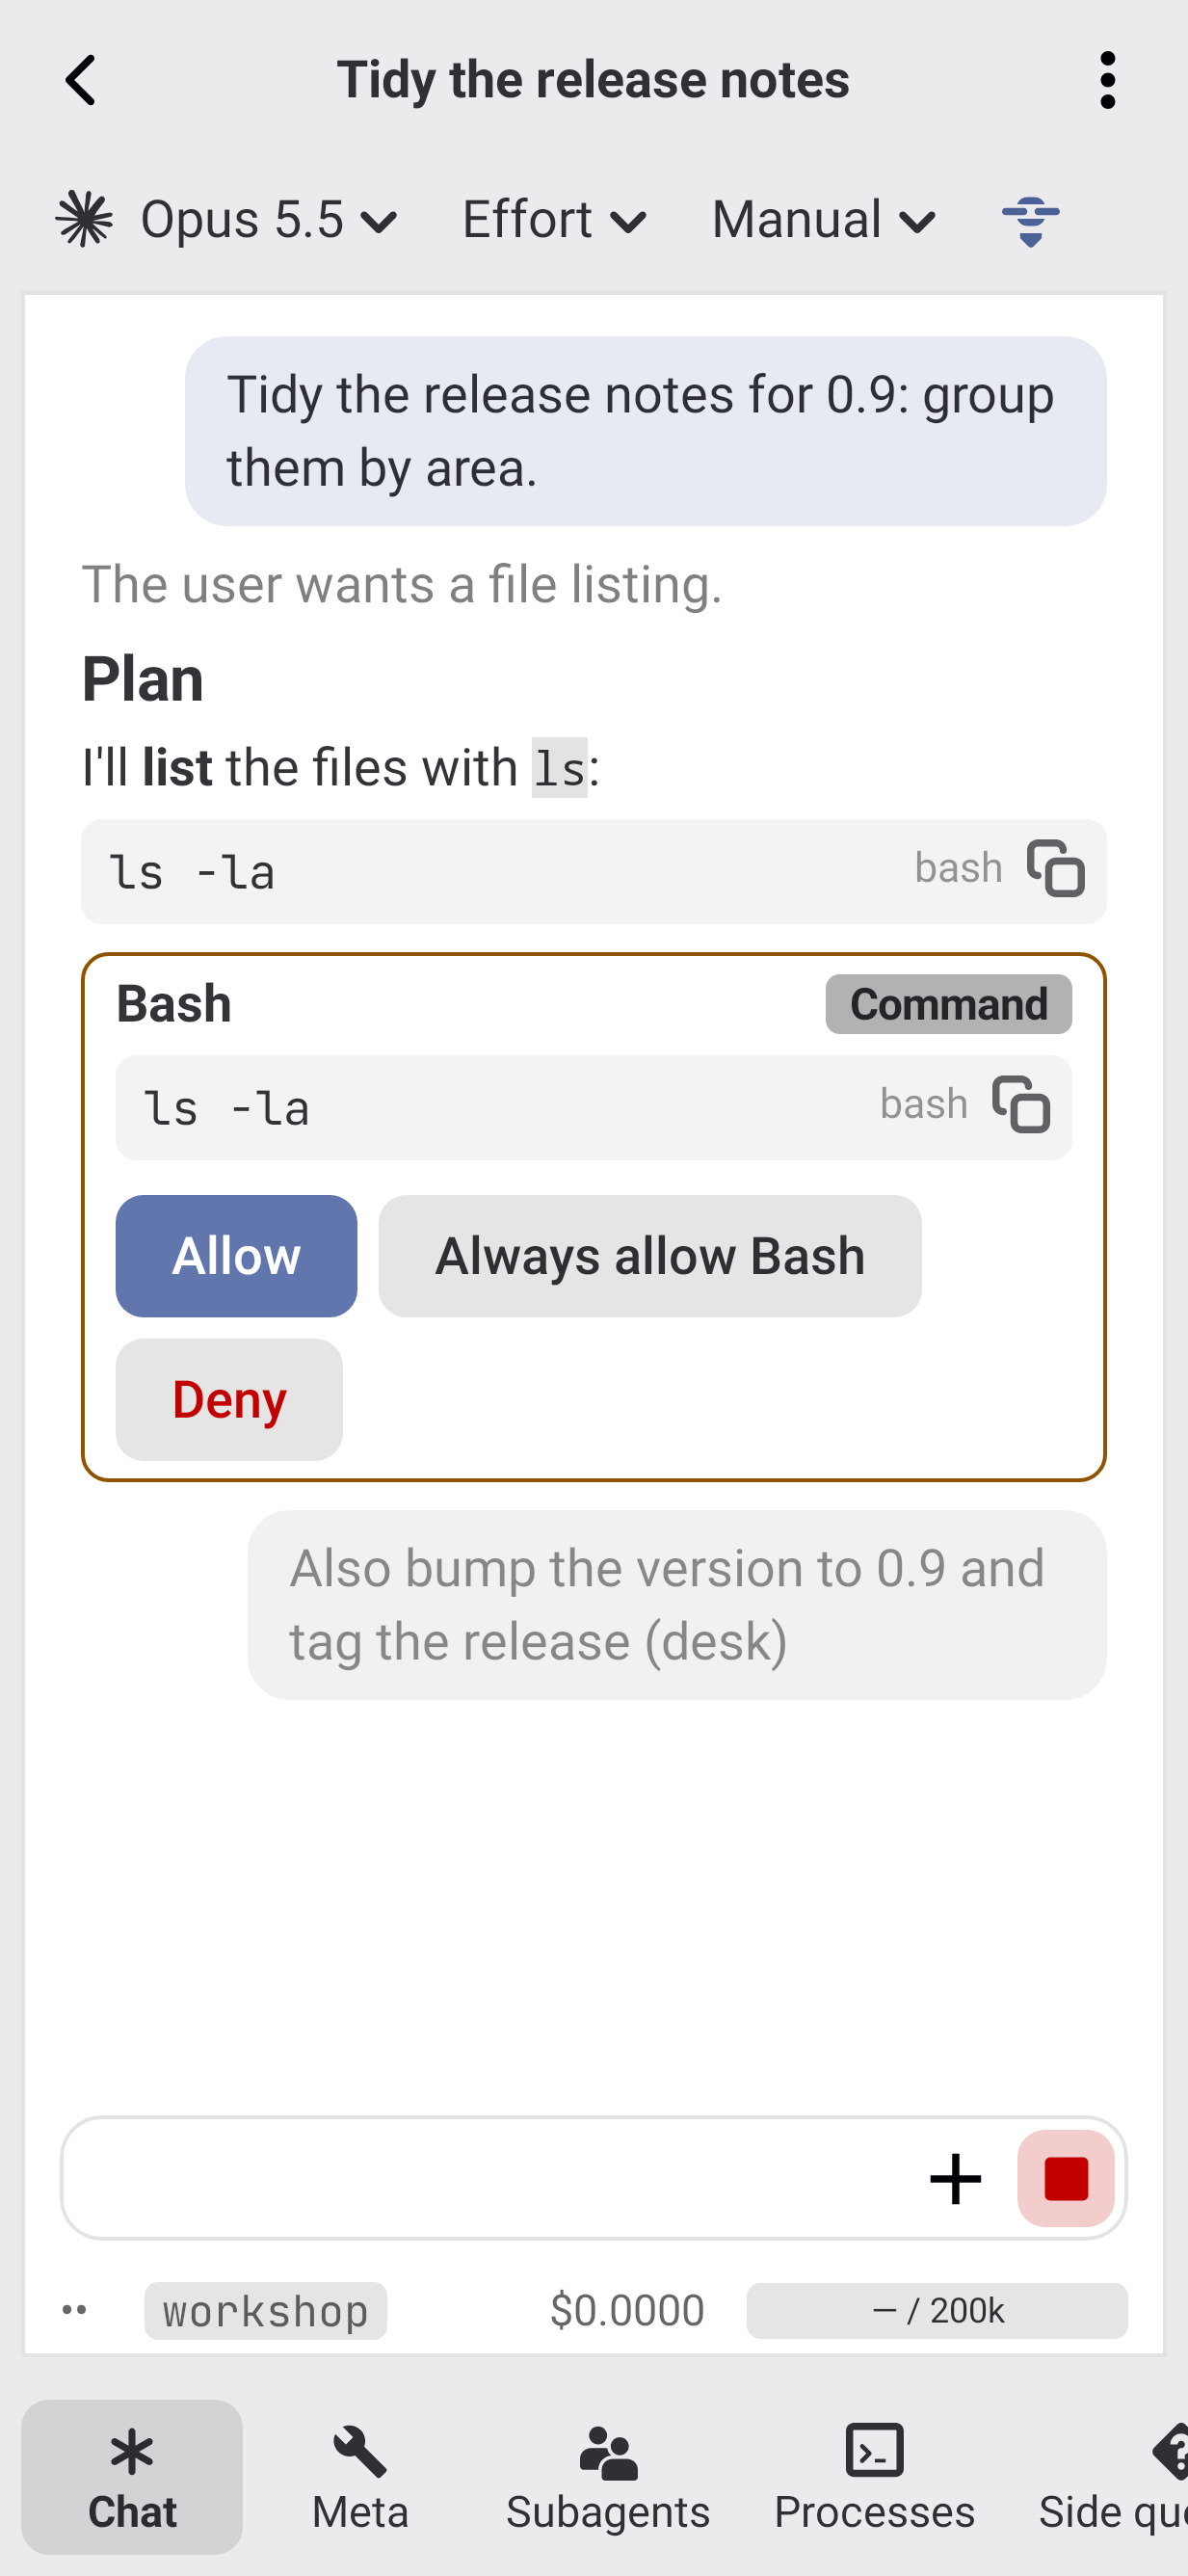 Tidy the release notes
Opus 5.5 Effort Manual
Tidy the release notes for 0.9: group
them by area.
The user wants a file listing.
Plan
I'll list the files with ls:
ls -la bash
Bash Command
ls -la bash
Allow Always allow Bash
Deny
Also bump the version to 0.9 and
tag the release (desk)
workshop $0.0000 — / 200k
Chat Meta Subagents Processes Side